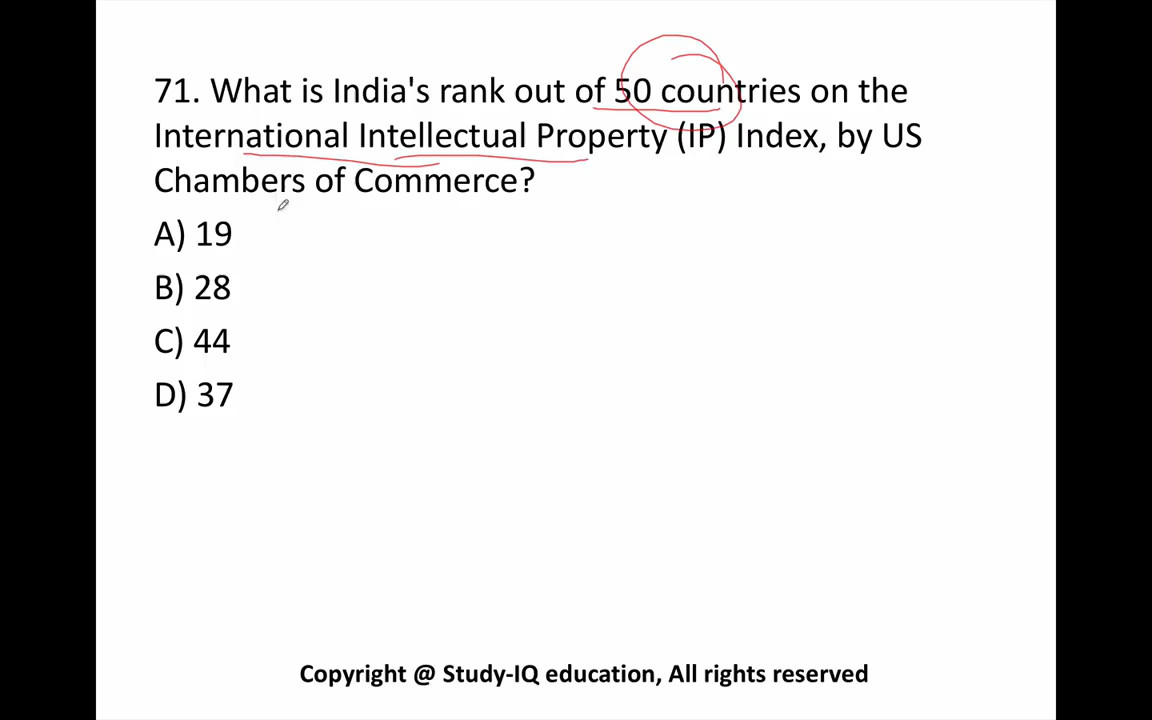 71. What is India's rank out of 50 countries on the
International Intellectual Property (IP) Index, by US
Chambers of Commerce?
A) 19
B) 28
C) 44
D) 37
Copyright @ Study-IQ education, All rights reserved